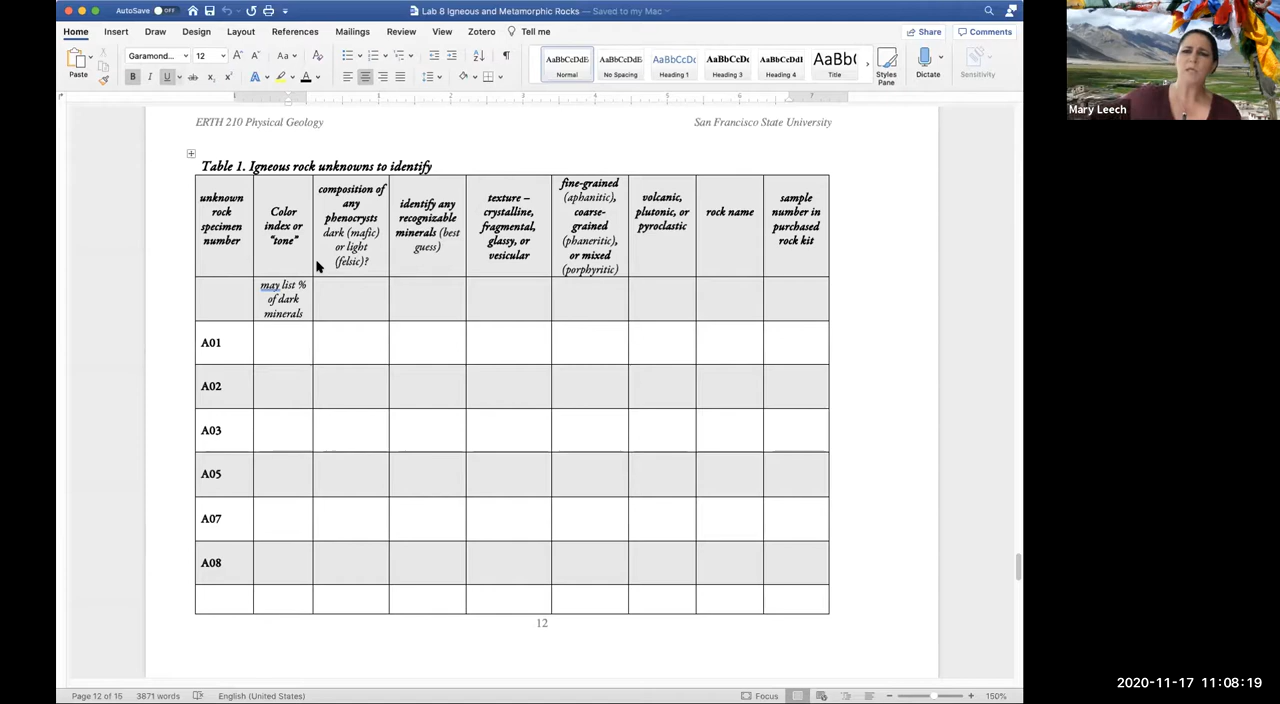 AutoSave OFF
Lab 8 Igneous and Metamorphic Rocks – Saved to my Mac
Home Insert Draw Design Layout References Mailings Review View Zotero Tell me Share Comments
Paste
Garamond... 12
AaBbCcDdEe Normal
AaBbCcDdEe No Spacing
AaBbCcDc Heading 1
AaBbCcDc Heading 3
AaBbCcDdI Heading 4
AaBb( Title
Styles Pane
Dictate
Sensitivity
Mary Leech
ERTH 210 Physical Geology San Francisco State University
Table 1. Igneous rock unknowns to identify
unknown
rock
specimen
number
Color
index or
“tone”
composition of
any
phenocrysts
dark (mafic)
or light
(felsic)?
identify any
recognizable
minerals (best
guess)
texture –
crystalline,
fragmental,
glassy, or
vesicular
fine-grained
(aphanitic),
coarse-
grained
(phaneritic),
or mixed
(porphyritic)
volcanic,
plutonic, or
pyroclastic
rock name
sample
number in
purchased
rock kit
may list %
of dark
minerals
A01
A02
A03
A05
A07
A08
12
Page 12 of 15 3871 words English (United States) Focus 150%
2020-11-17 11:08:19